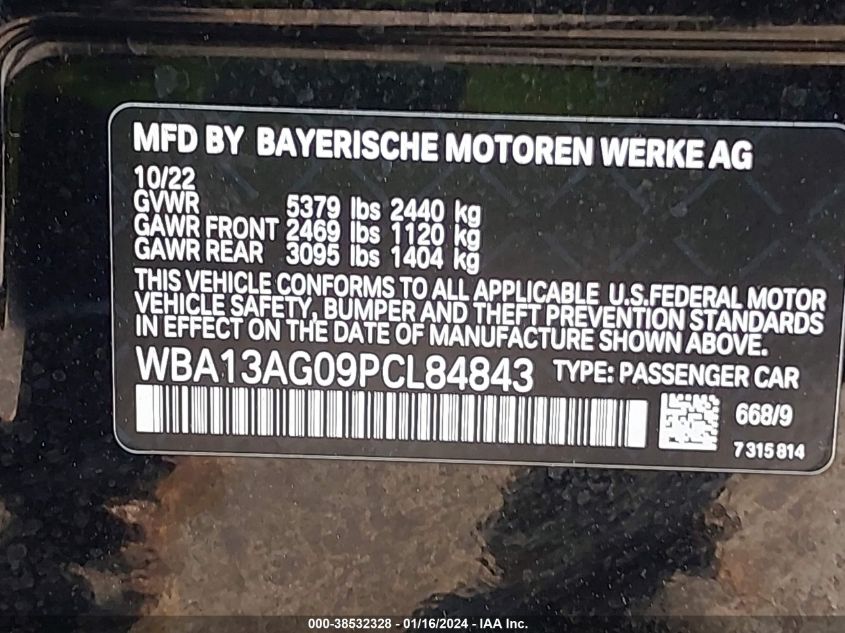 MFD BY BAYERISCHE MOTOREN WERKE AG
10/22
GVWR 5379 lbs 2440 kg
GAWR FRONT 2469 lbs 1120 kg
GAWR REAR 3095 lbs 1404 kg
THIS VEHICLE CONFORMS TO ALL APPLICABLE U.S.FEDERAL MOTOR
VEHICLE SAFETY, BUMPER AND THEFT PREVENTION STANDARDS
IN EFFECT ON THE DATE OF MANUFACTURE SHOWN ABOVE.
WBA13AG09PCL84843 TYPE: PASSENGER CAR
668/9
7 315 814
000-38532328 - 01/16/2024 - IAA Inc.